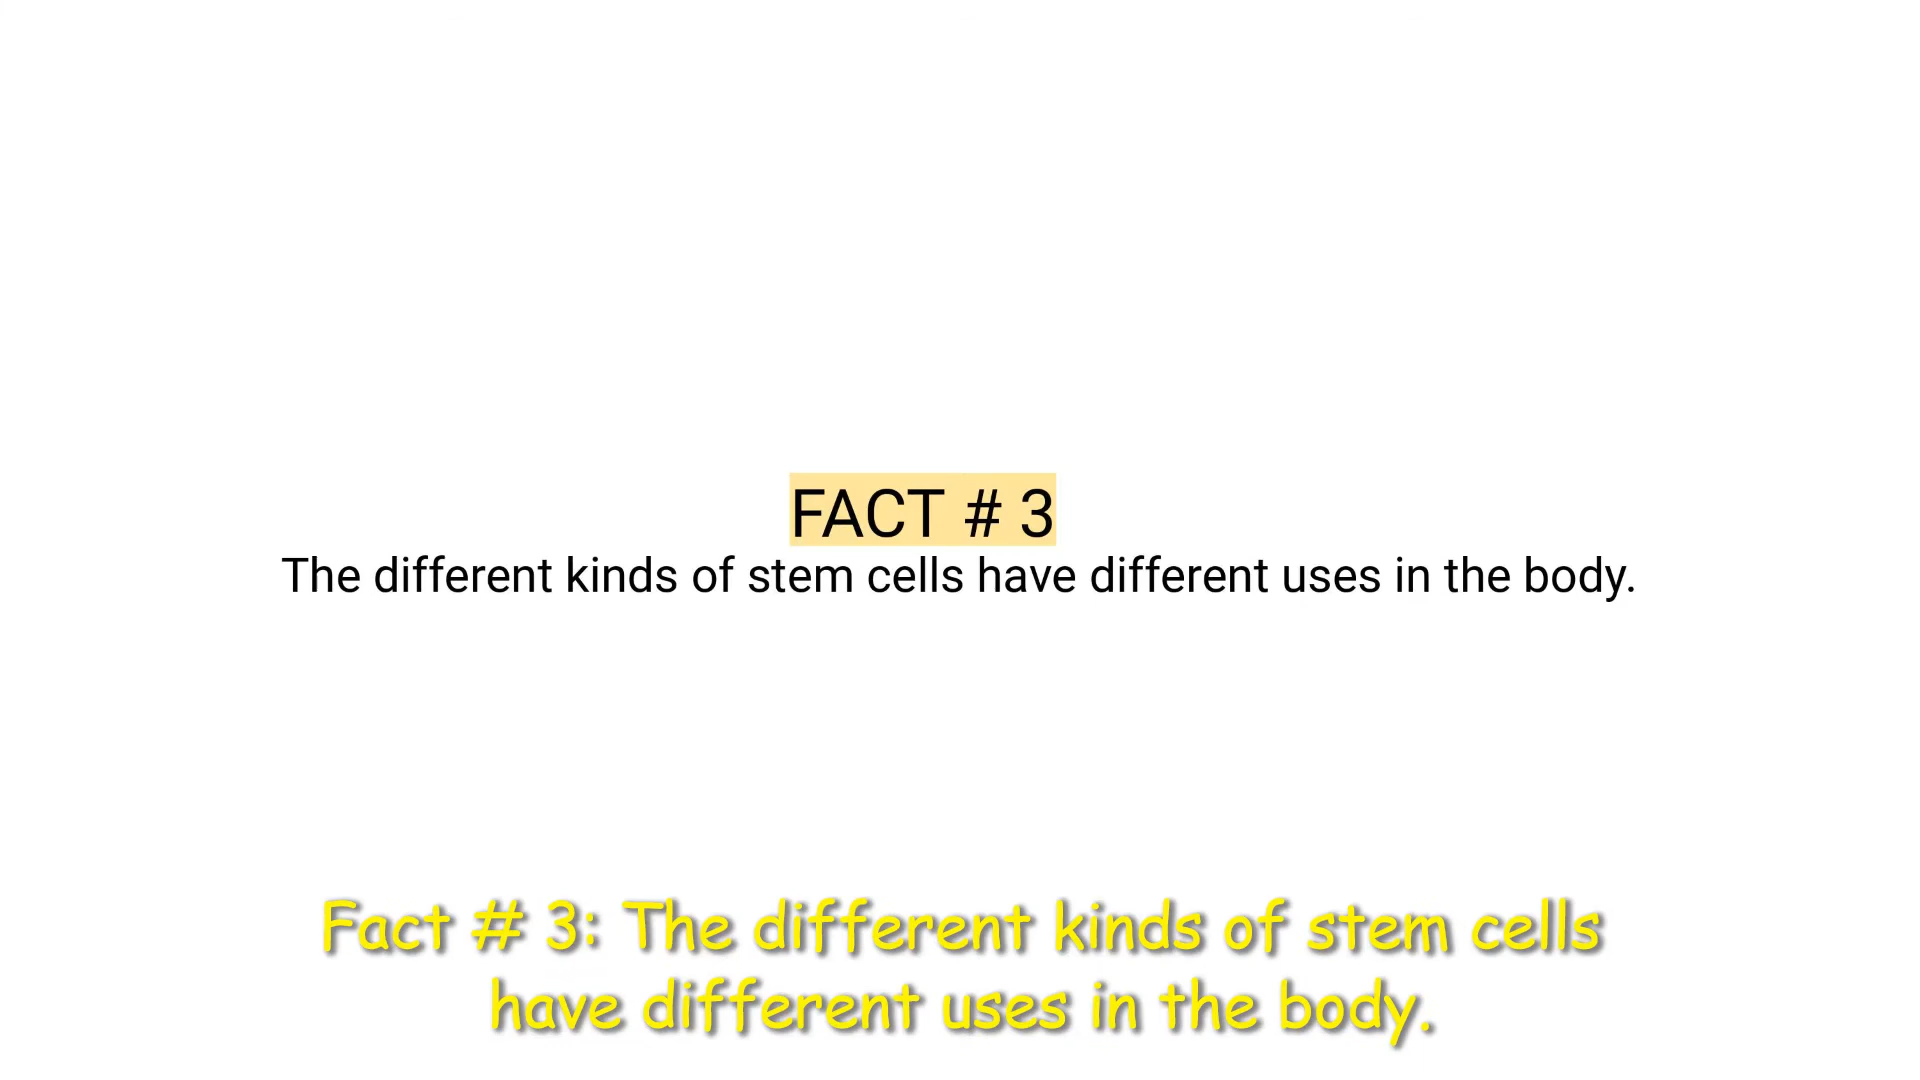 FACT # 3
The different kinds of stem cells have different uses in the body.
Fact # 3: The different kinds of stem cells
have different uses in the body.